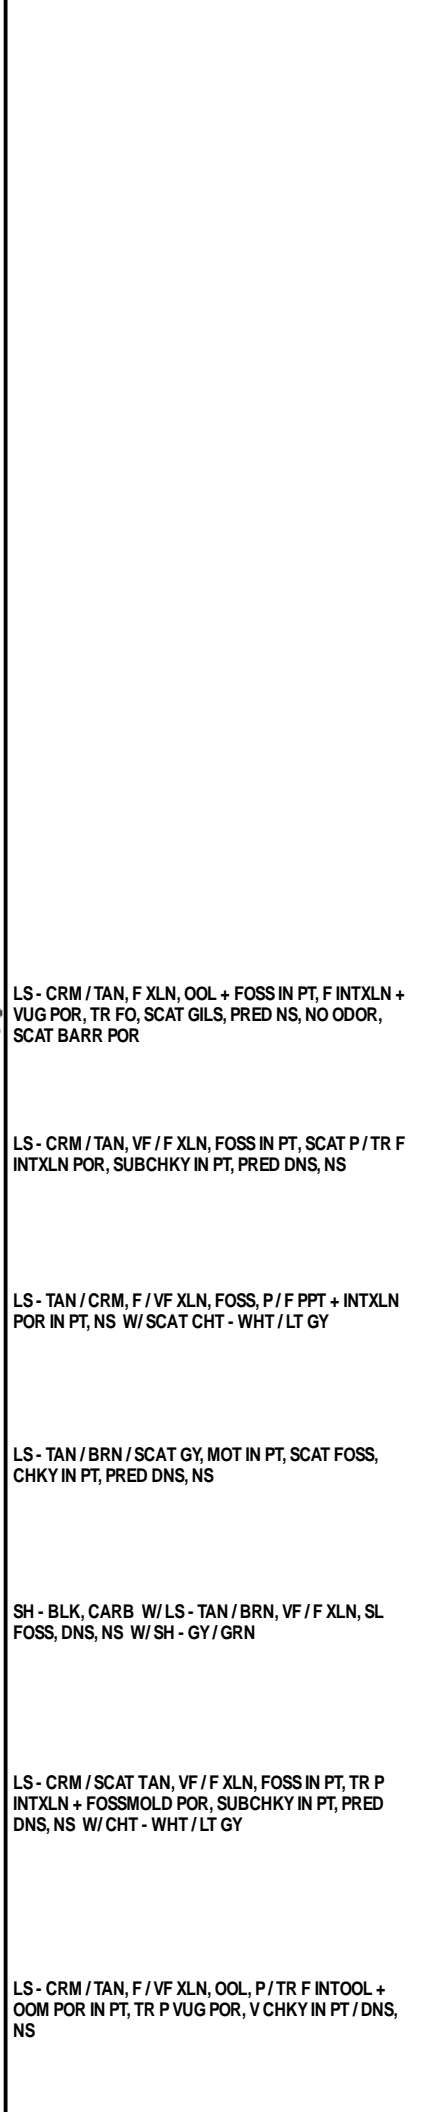 LS - CRM / TAN, F XLN, OOL + FOSS IN PT, F INTXLN +
VUG POR, TR FO, SCAT GILS, PRED NS, NO ODOR,
SCAT BARR POR
LS - CRM / TAN, VF / F XLN, FOSS IN PT, SCAT P / TR F
INTXLN POR, SUBCHKY IN PT, PRED DNS, NS
LS - TAN / CRM, F / VF XLN, FOSS, P / F PPT + INTXLN
POR IN PT, NS W/ SCAT CHT - WHT / LT GY
LS - TAN / BRN / SCAT GY, MOT IN PT, SCAT FOSS,
CHKY IN PT, PRED DNS, NS
SH - BLK, CARB W/ LS - TAN / BRN, VF / F XLN, SL
FOSS, DNS, NS W/ SH - GY / GRN
LS - CRM / SCAT TAN, VF / F XLN, FOSS IN PT, TR P
INTXLN + FOSSMOLD POR, SUBCHKY IN PT, PRED
DNS, NS W/ CHT - WHT / LT GY
LS - CRM / TAN, F / VF XLN, OOL, P / TR F INTOOL +
OOM POR IN PT, TR P VUG POR, V CHKY IN PT / DNS,
NS